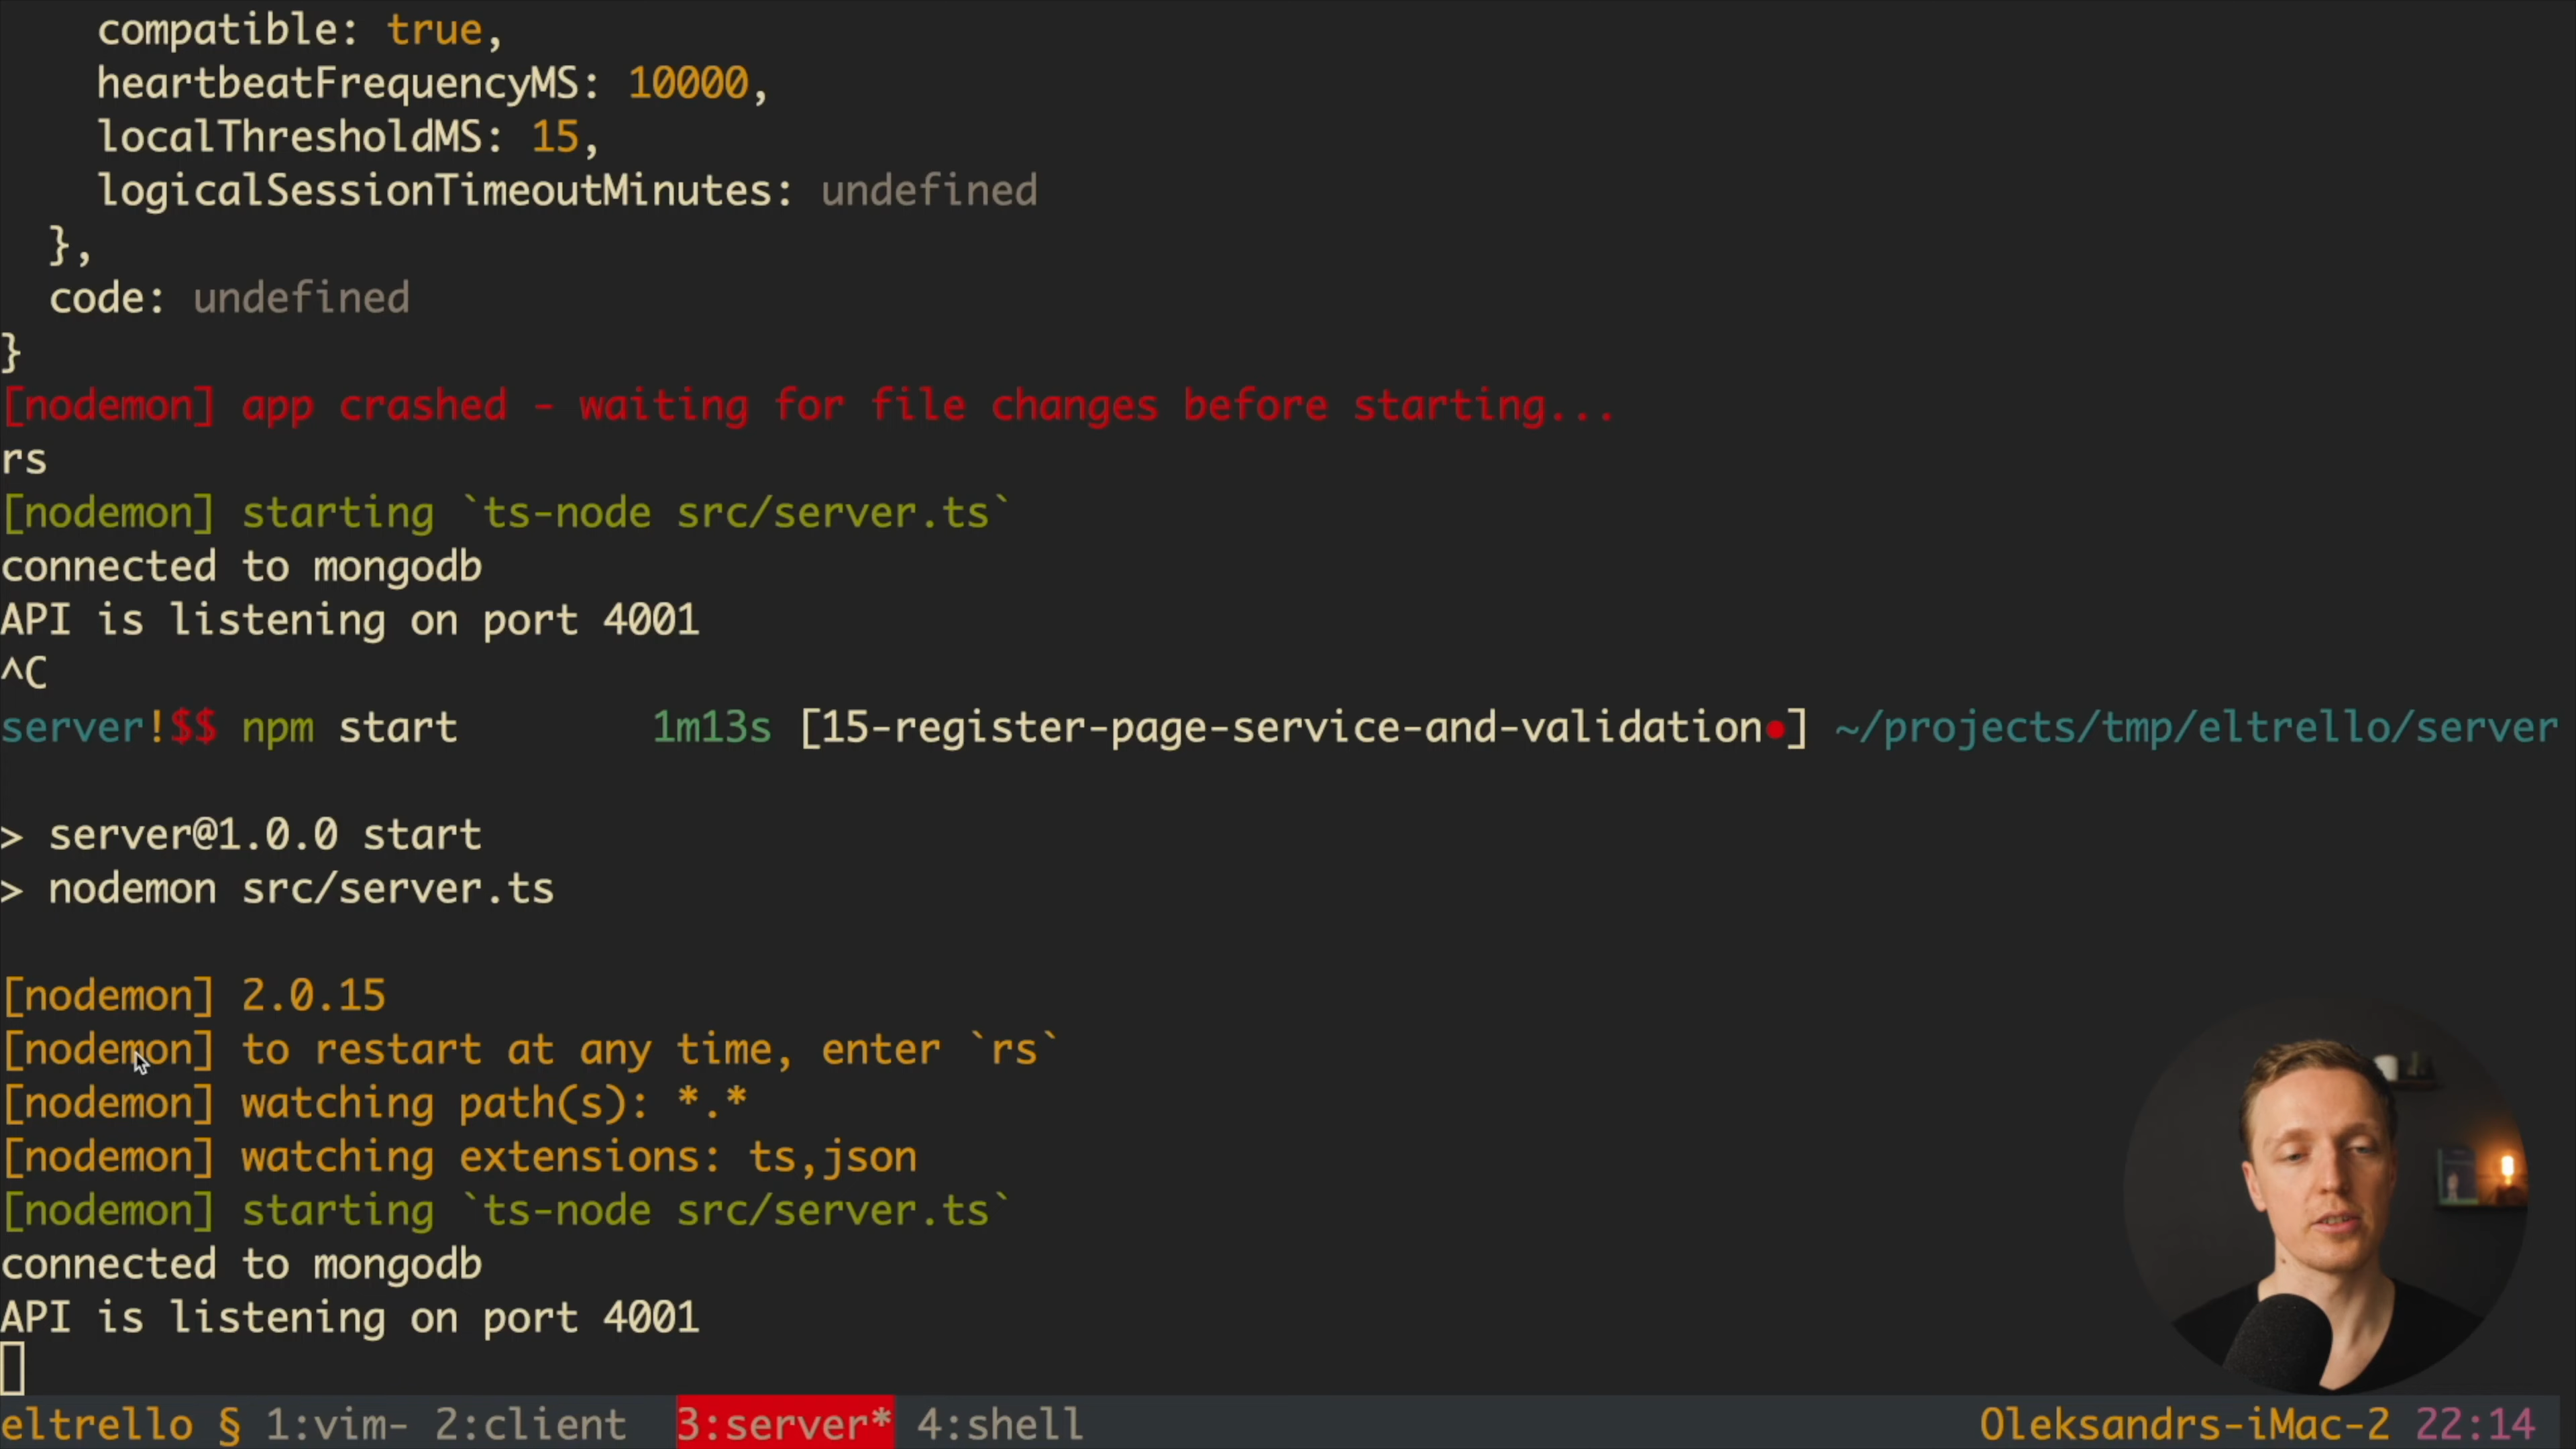 compatible: true,
heartbeatFrequencyMS: 10000,
localThresholdMS: 15,
logicalSessionTimeoutMinutes: undefined
},
code: undefined
}
[nodemon] app crashed - waiting for file changes before starting...
rs
[nodemon] starting `ts-node src/server.ts`
connected to mongodb
API is listening on port 4001
^C
server!$$ npm start 1m13s [15-register-page-service-and-validation●] ~/projects/tmp/eltrello/server
> server@1.0.0 start
> nodemon src/server.ts
[nodemon] 2.0.15
[nodemon] to restart at any time, enter `rs`
[nodemon] watching path(s): *.*
[nodemon] watching extensions: ts,json
[nodemon] starting `ts-node src/server.ts`
connected to mongodb
API is listening on port 4001
eltrello § 1:vim- 2:client 3:server* 4:shell Oleksandrs-iMac-2 22:14